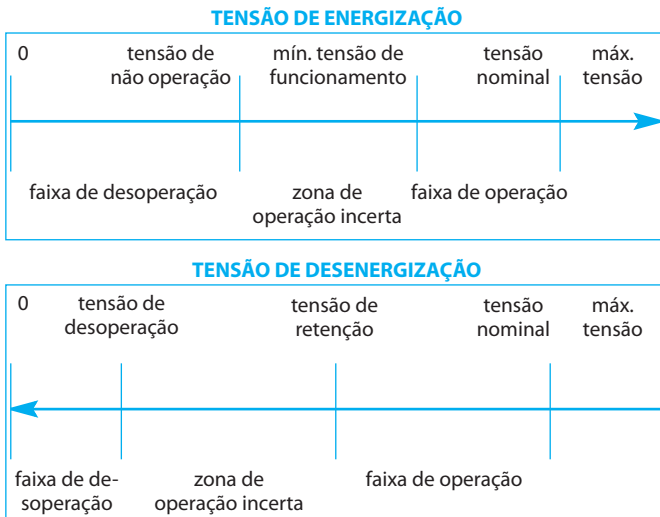 TENSÃO DE ENERGIZAÇÃO
0 tensão de mín. tensão de tensão máx.
não operação funcionamento nominal tensão
faixa de desoperação zona de faixa de operação
operação incerta
TENSÃO DE DESENERGIZAÇÃO
0 tensão de tensão de tensão máx.
desoperação retenção nominal tensão
faixa de de- zona de faixa de operação
soperação operação incerta